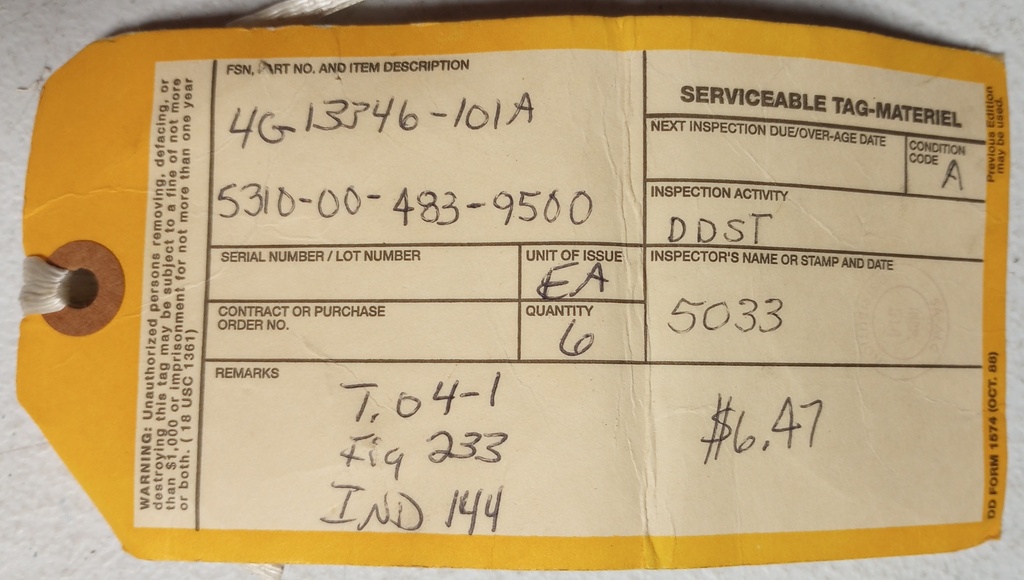 FSN, PART NO. AND ITEM DESCRIPTION
4G13346-101A
5310-00-483-9500
SERVICEABLE TAG-MATERIEL
NEXT INSPECTION DUE/OVER-AGE DATE
CONDITION
CODE A
INSPECTION ACTIVITY
DDST
SERIAL NUMBER / LOT NUMBER
UNIT OF ISSUE
EA
INSPECTOR'S NAME OR STAMP AND DATE
5033
CONTRACT OR PURCHASE
ORDER NO.
QUANTITY
6
REMARKS
T.O 4-1
Fig 233
IND 144
$6.47
WARNING: Unauthorized persons removing, defacing, or
destroying this tag may be subject to a fine of not more
than $1,000 or imprisonment for not more than one year
or both. ( 18 USC 1361)
Previous Edition
may be used.
DD FORM 1574 (OCT. 88)